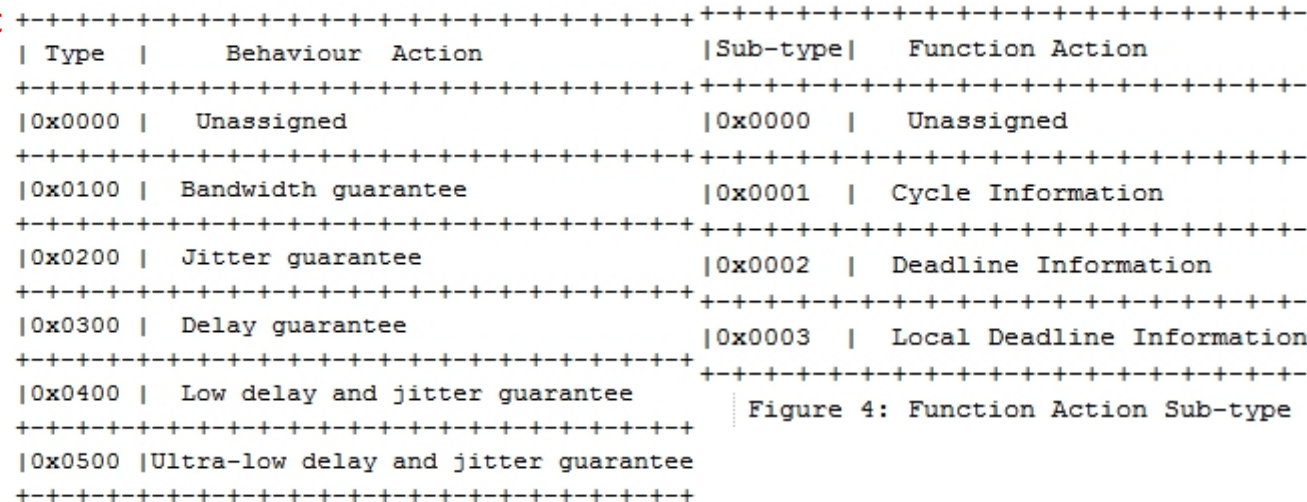 +-+-+-+-+-+-+-+-+-+-+-+-+-+-+-+-+-+-+-+-+-+-+
| Type  |     Behaviour  Action
+-+-+-+-+-+-+-+-+-+-+-+-+-+-+-+-+-+-+-+-+-+-+
|0x0000 |   Unassigned
+-+-+-+-+-+-+-+-+-+-+-+-+-+-+-+-+-+-+-+-+-+-+
|0x0100 |  Bandwidth guarantee
+-+-+-+-+-+-+-+-+-+-+-+-+-+-+-+-+-+-+-+-+-+-+
|0x0200 |  Jitter guarantee
+-+-+-+-+-+-+-+-+-+-+-+-+-+-+-+-+-+-+-+-+-+-+
|0x0300 |  Delay guarantee
+-+-+-+-+-+-+-+-+-+-+-+-+-+-+-+-+-+-+-+-+-+-+
|0x0400 |  Low delay and jitter guarantee
+-+-+-+-+-+-+-+-+-+-+-+-+-+-+-+-+-+-+-+-+-+-+
|0x0500 |Ultra-low delay and jitter guarantee
+-+-+-+-+-+-+-+-+-+-+-+-+-+-+-+-+-+-+-+-+-+-+
+-+-+-+-+-+-+-+-+-+-+-+-+-+-+-+-+-+-+-+-
|Sub-type|   Function Action
+-+-+-+-+-+-+-+-+-+-+-+-+-+-+-+-+-+-+-+-
|0x0000  |   Unassigned
+-+-+-+-+-+-+-+-+-+-+-+-+-+-+-+-+-+-+-+-
|0x0001  |  Cycle Information
+-+-+-+-+-+-+-+-+-+-+-+-+-+-+-+-+-+-+-+-
|0x0002  |  Deadline Information
+-+-+-+-+-+-+-+-+-+-+-+-+-+-+-+-+-+-+-+-
|0x0003  |  Local Deadline Information
+-+-+-+-+-+-+-+-+-+-+-+-+-+-+-+-+-+-+-+-
Figure 4: Function Action Sub-type